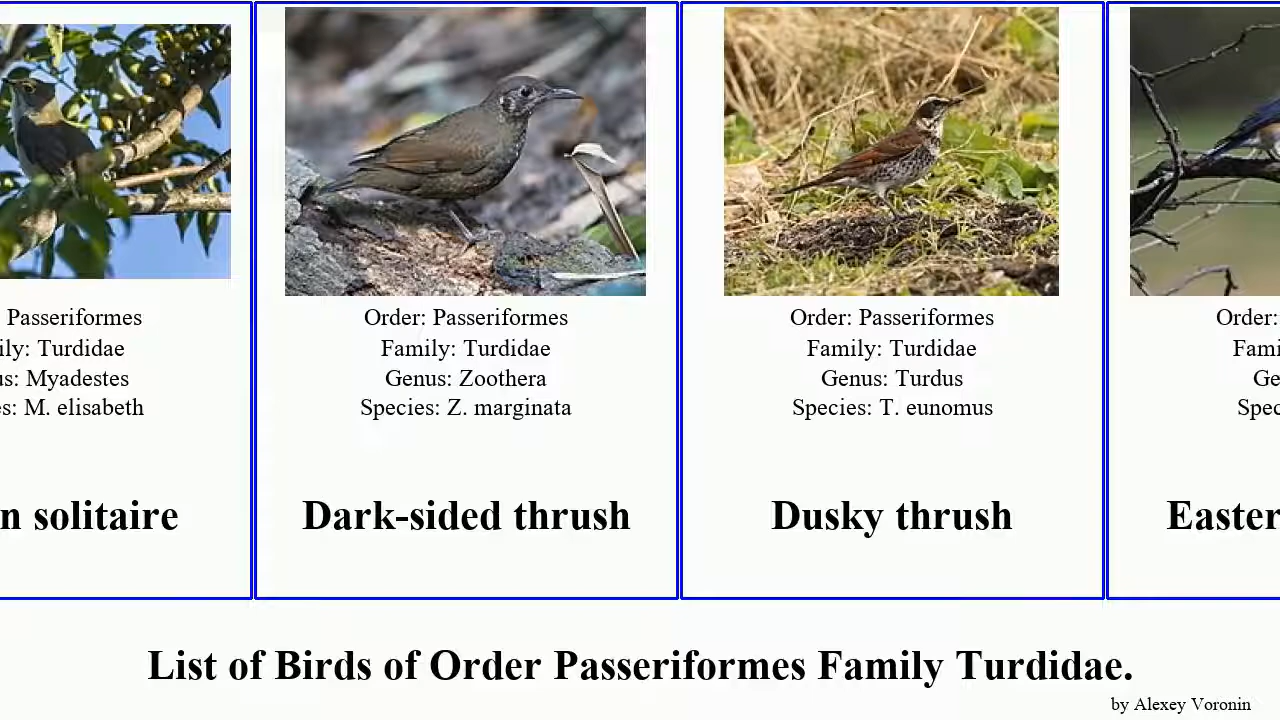 Passeriformes
ily: Turdidae
us: Myadestes
es: M. elisabeth
n solitaire
Order: Passeriformes
Family: Turdidae
Genus: Zoothera
Species: Z. marginata
Dark-sided thrush
Order: Passeriformes
Family: Turdidae
Genus: Turdus
Species: T. eunomus
Dusky thrush
Order:
Fami
Ge
Spec
Easter
List of Birds of Order Passeriformes Family Turdidae.
by Alexey Voronin